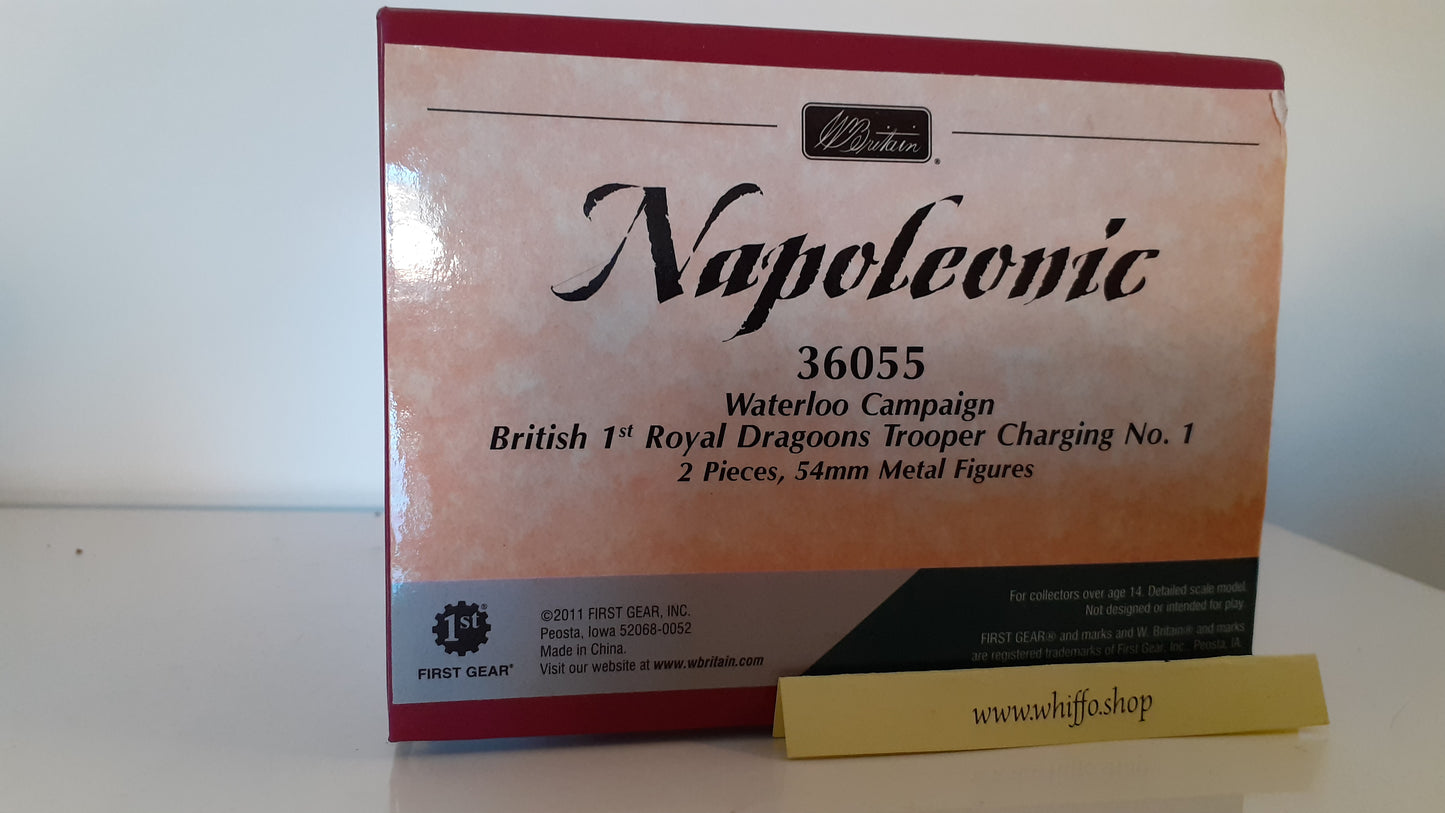 WBritain®
Napoleonic
36055
Waterloo Campaign
British 1st Royal Dragoons Trooper Charging No. 1
2 Pieces, 54mm Metal Figures
1st®
FIRST GEAR®
©2011 FIRST GEAR, INC.
Peosta, Iowa 52068-0052
Made in China.
Visit our website at www.wbritain.com
For collectors over age 14. Detailed scale model.
Not designed or intended for play.
FIRST GEAR® and marks and W. Britain® and marks
are registered trademarks of First Gear, Inc., Peosta, IA.
www.whiffo.shop